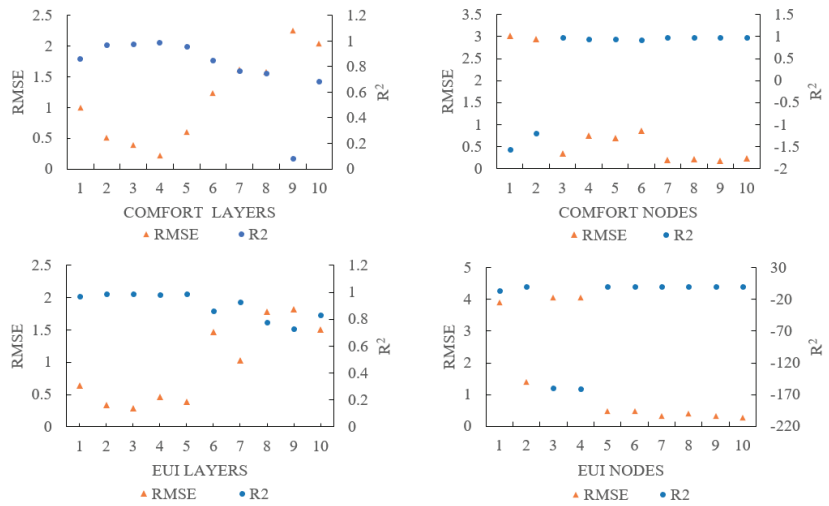 2.5
2
1.5
1
0.5
0
RMSE
1.2
1
0.8
0.6
0.4
0.2
0
R²
1 2 3 4 5 6 7 8 9 10
COMFORT LAYERS
RMSE R2
4
3.5
3
2.5
2
1.5
1
0.5
0
RMSE
1.5
1
0.5
0
-0.5
-1
-1.5
-2
R²
1 2 3 4 5 6 7 8 9 10
COMFORT NODES
RMSE R2
2.5
2
1.5
1
0.5
0
RMSE
1.2
1
0.8
0.6
0.4
0.2
0
R²
1 2 3 4 5 6 7 8 9 10
EUI LAYERS
RMSE R2
5
4
3
2
1
0
RMSE
30
-20
-70
-120
-170
-220
R²
1 2 3 4 5 6 7 8 9 10
EUI NODES
RMSE R2